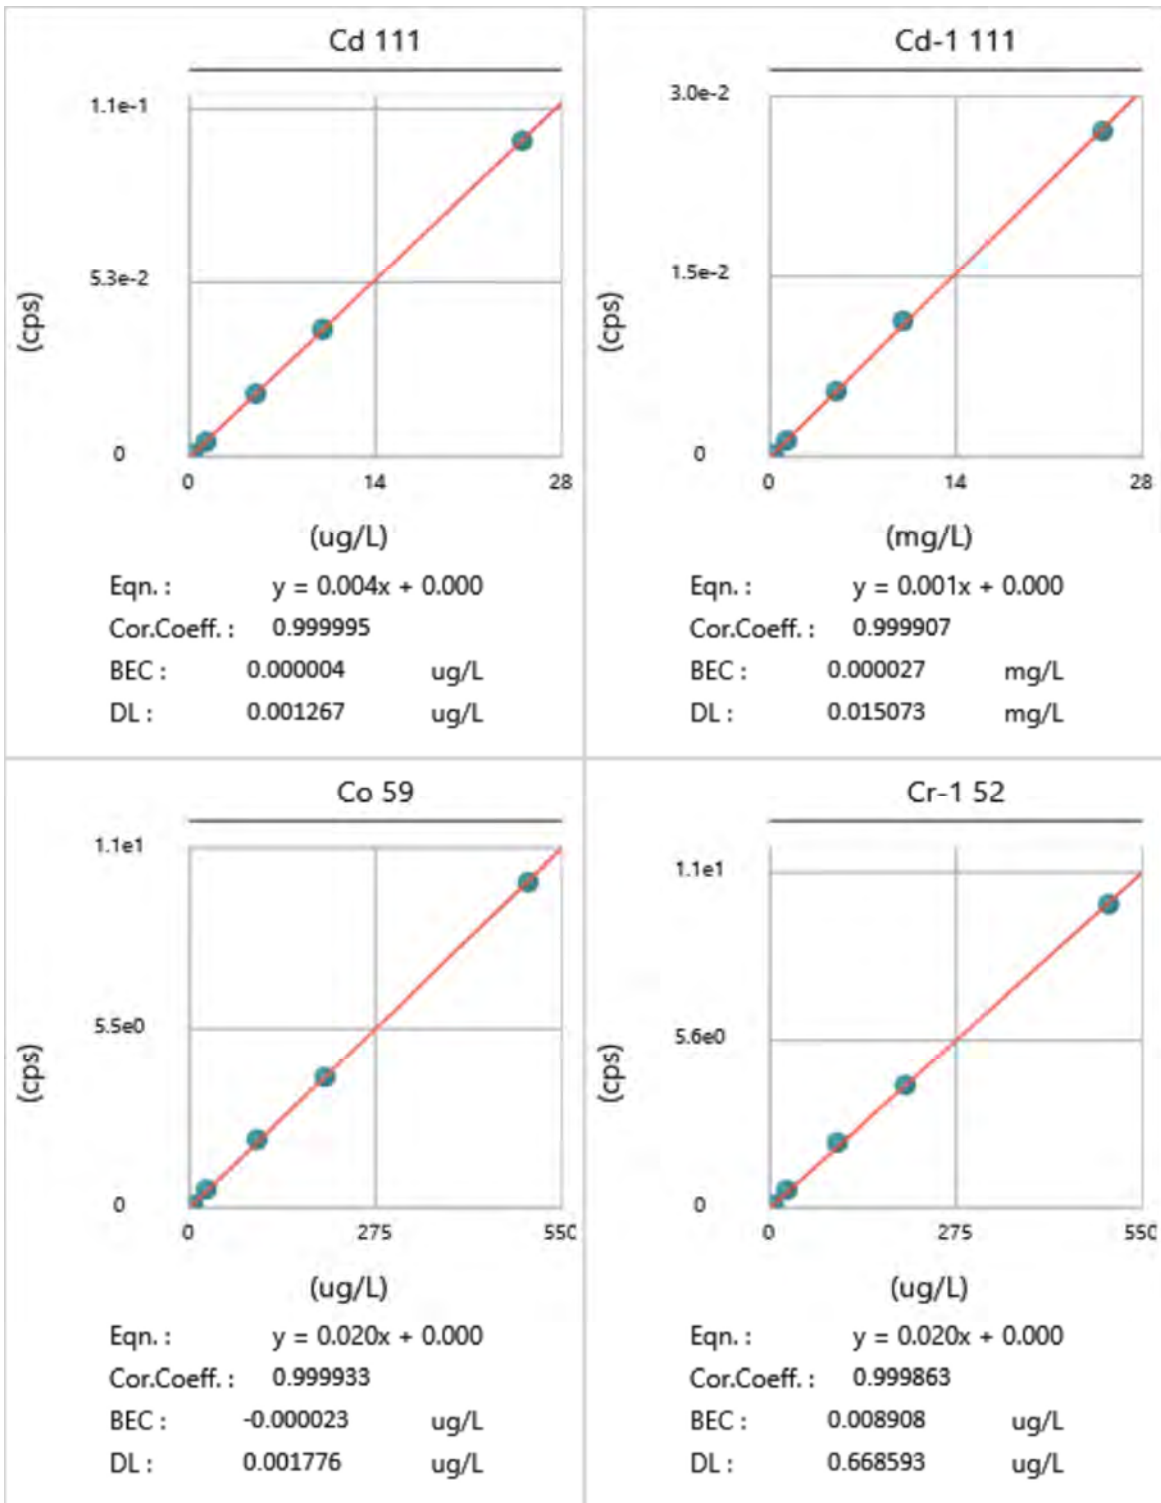 Cd 111
1.1e-1
5.3e-2
0
(cps)
0 14 28
(ug/L)
Eqn. : y = 0.004x + 0.000
Cor.Coeff. : 0.999995
BEC : 0.000004 ug/L
DL : 0.001267 ug/L
Cd-1 111
3.0e-2
1.5e-2
0
(cps)
0 14 28
(mg/L)
Eqn. : y = 0.001x + 0.000
Cor.Coeff. : 0.999907
BEC : 0.000027 mg/L
DL : 0.015073 mg/L
Co 59
1.1e1
5.5e0
0
(cps)
0 275 550
(ug/L)
Eqn. : y = 0.020x + 0.000
Cor.Coeff. : 0.999933
BEC : -0.000023 ug/L
DL : 0.001776 ug/L
Cr-1 52
1.1e1
5.6e0
0
(cps)
0 275 550
(ug/L)
Eqn. : y = 0.020x + 0.000
Cor.Coeff. : 0.999863
BEC : 0.008908 ug/L
DL : 0.668593 ug/L